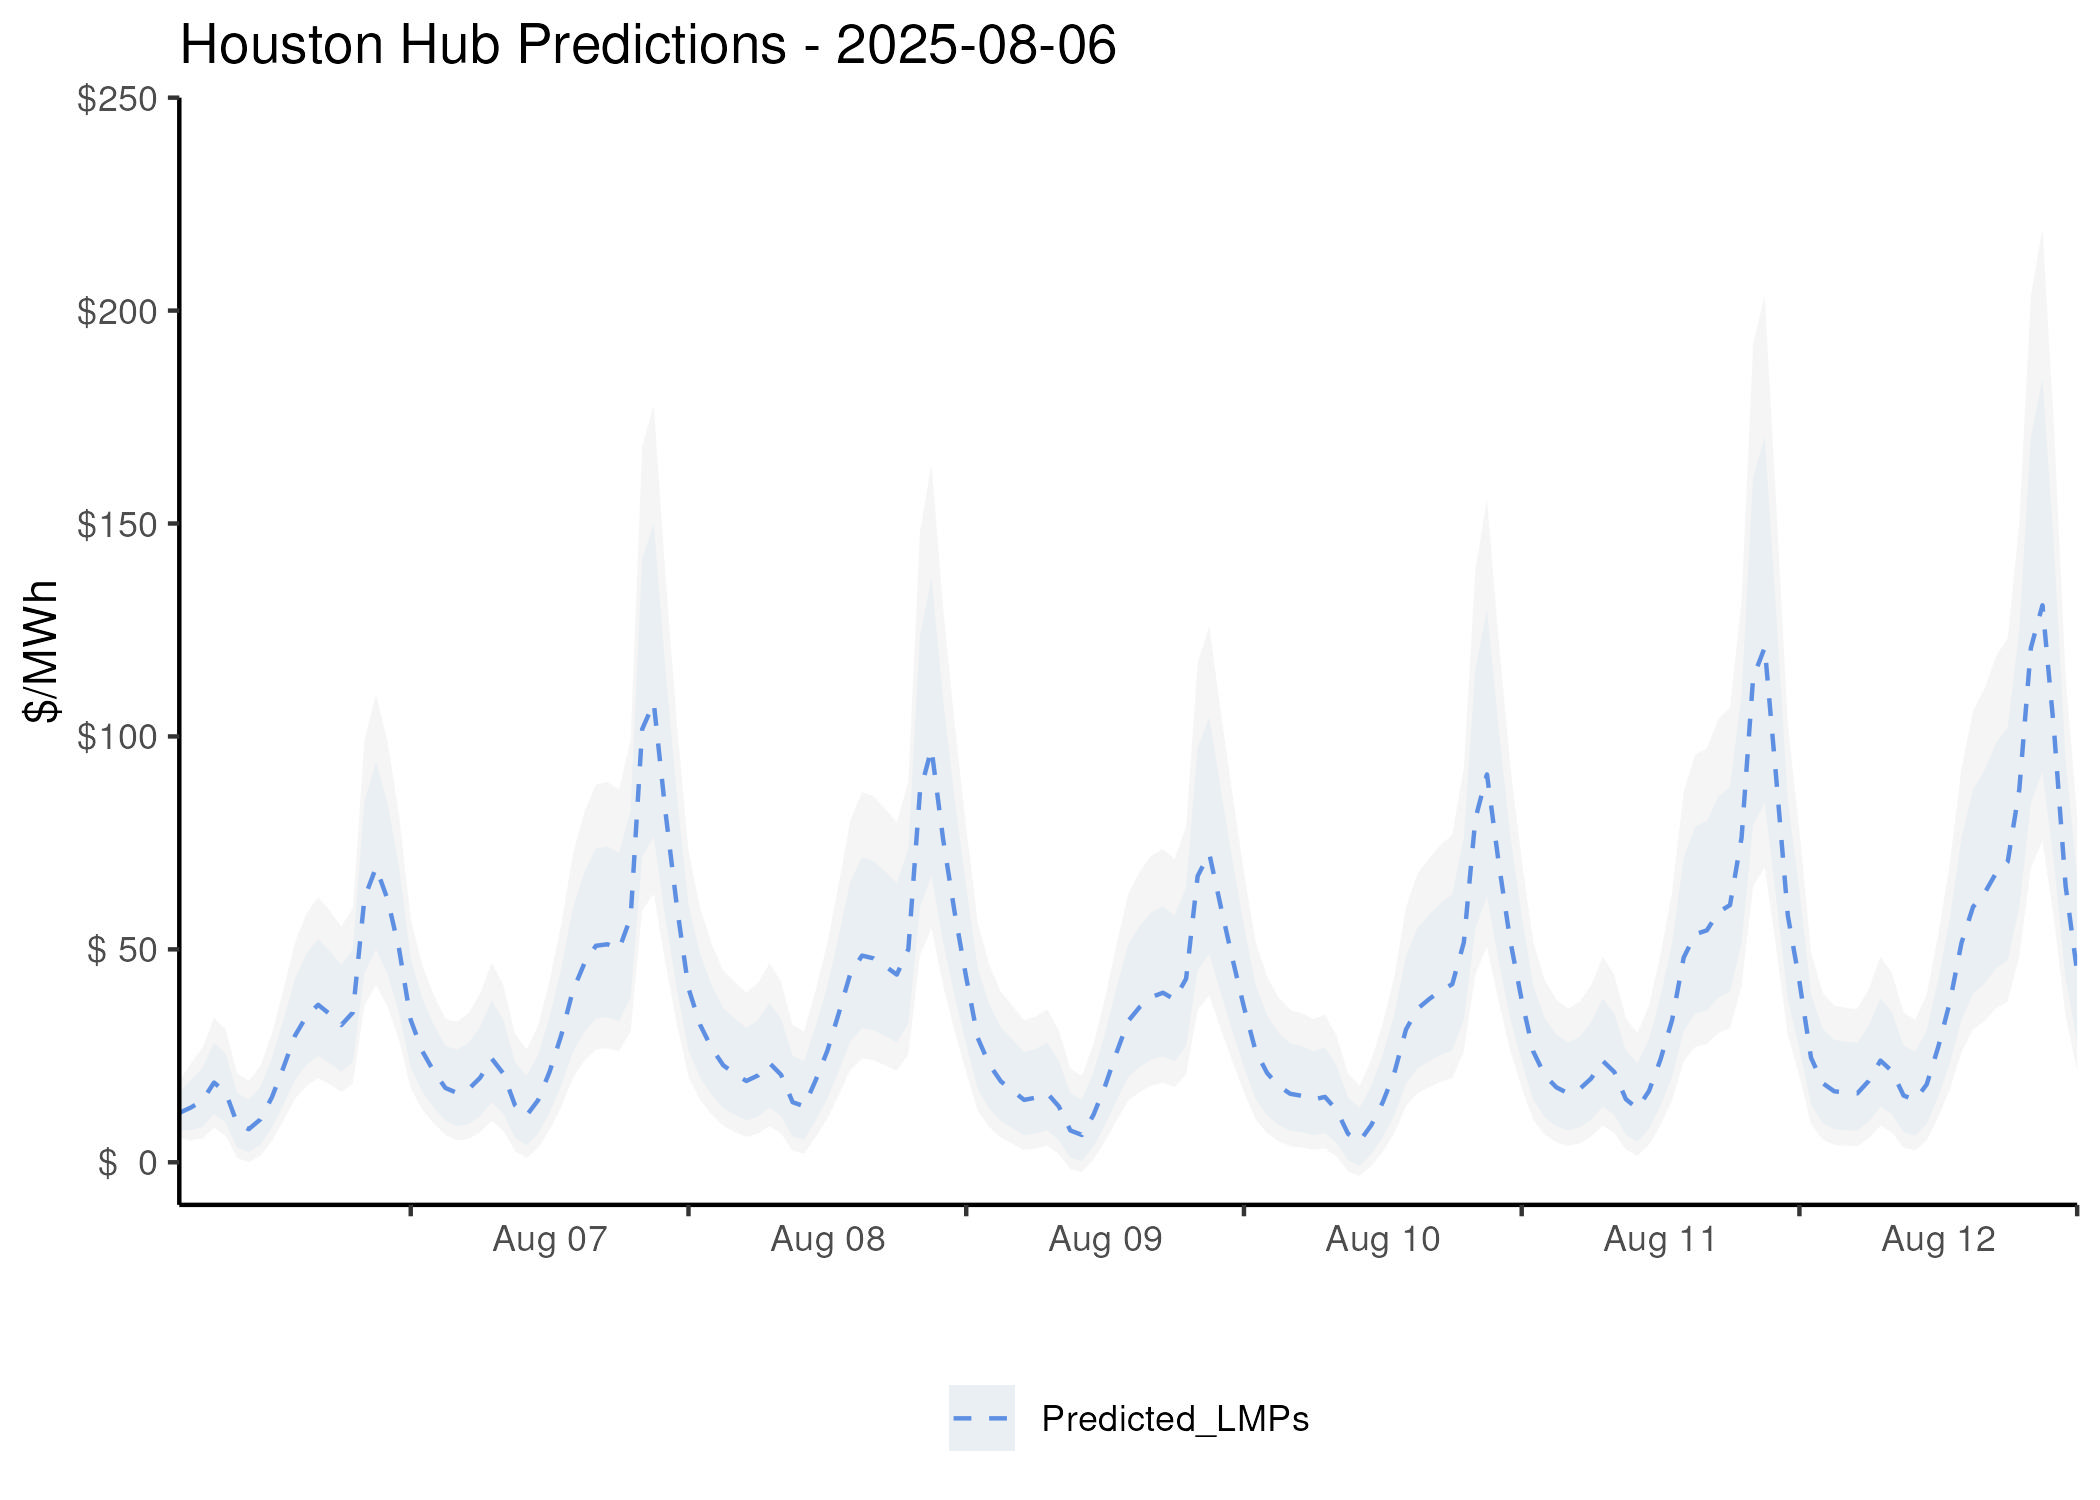 Houston Hub Predictions - 2025-08-06
$250
$200
$150
$100
$ 50
$  0
$/MWh
Aug 07
Aug 08
Aug 09
Aug 10
Aug 11
Aug 12
Predicted_LMPs